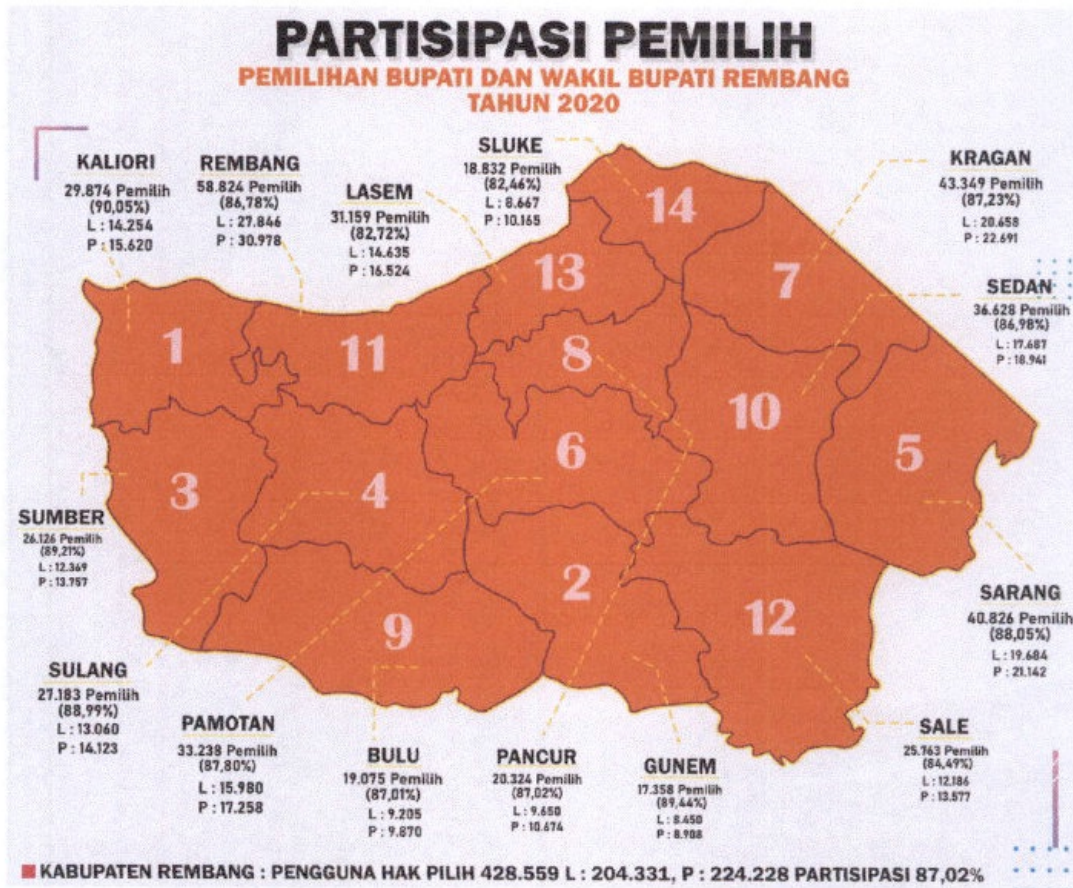 PARTISIPASI PEMILIH
PEMILIHAN BUPATI DAN WAKIL BUPATI REMBANG
TAHUN 2020
KALIORI
29.874 Pemilih
(90,05%)
L : 14.254
P : 15.620
REMBANG
58.824 Pemilih
(86,78%)
L : 27.846
P : 30.978
LASEM
31.159 Pemilih
(82,72%)
L : 14.635
P : 16.524
SLUKE
18.832 Pemilih
(82,46%)
L : 8.667
P : 10.165
KRAGAN
43.349 Pemilih
(87,23%)
L : 20.658
P : 22.691
SEDAN
36.628 Pemilih
(86,98%)
L : 17.687
P : 18.941
14
13
7
1
11
8
10
6
5
3
4
2
12
9
SUMBER
26.126 Pemilih
(89,21%)
L : 12.369
P : 13.757
SARANG
40.826 Pemilih
(88,05%)
L : 19.684
P : 21.142
SULANG
27.183 Pemilih
(88,99%)
L : 13.060
P : 14.123
PAMOTAN
33.238 Pemilih
(87,80%)
L : 15.980
P : 17.258
BULU
19.075 Pemilih
(87,01%)
L : 9.205
P : 9.870
PANCUR
20.324 Pemilih
(87,02%)
L : 9.650
P : 10.674
GUNEM
17.358 Pemilih
(89,44%)
L : 8.450
P : 8.908
SALE
25.763 Pemilih
(84,49%)
L : 12.186
P : 13.577
KABUPATEN REMBANG : PENGGUNA HAK PILIH 428.559 L : 204.331, P : 224.228 PARTISIPASI 87,02%